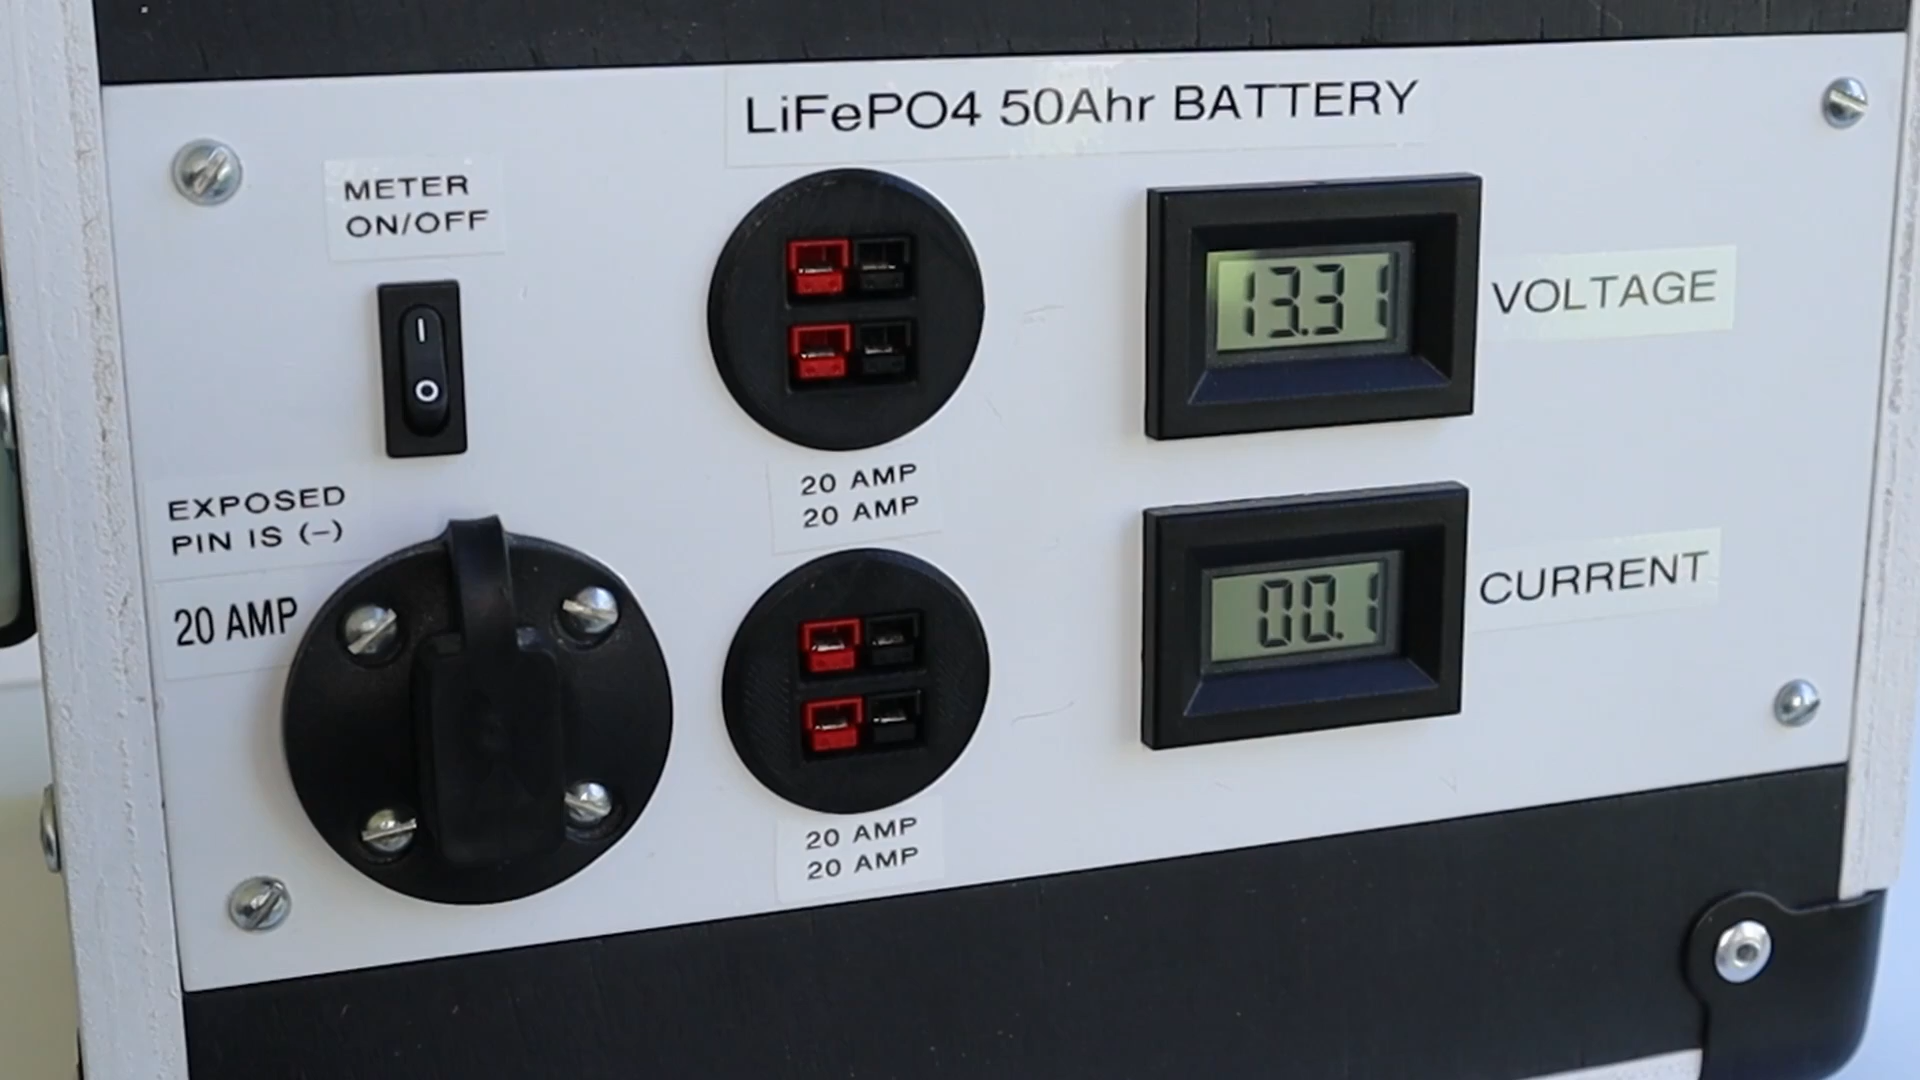 LiFePO4 50Ahr BATTERY
METER
ON/OFF
13.31
VOLTAGE
20 AMP
20 AMP
EXPOSED
PIN IS (–)
20 AMP
00.1
CURRENT
20 AMP
20 AMP